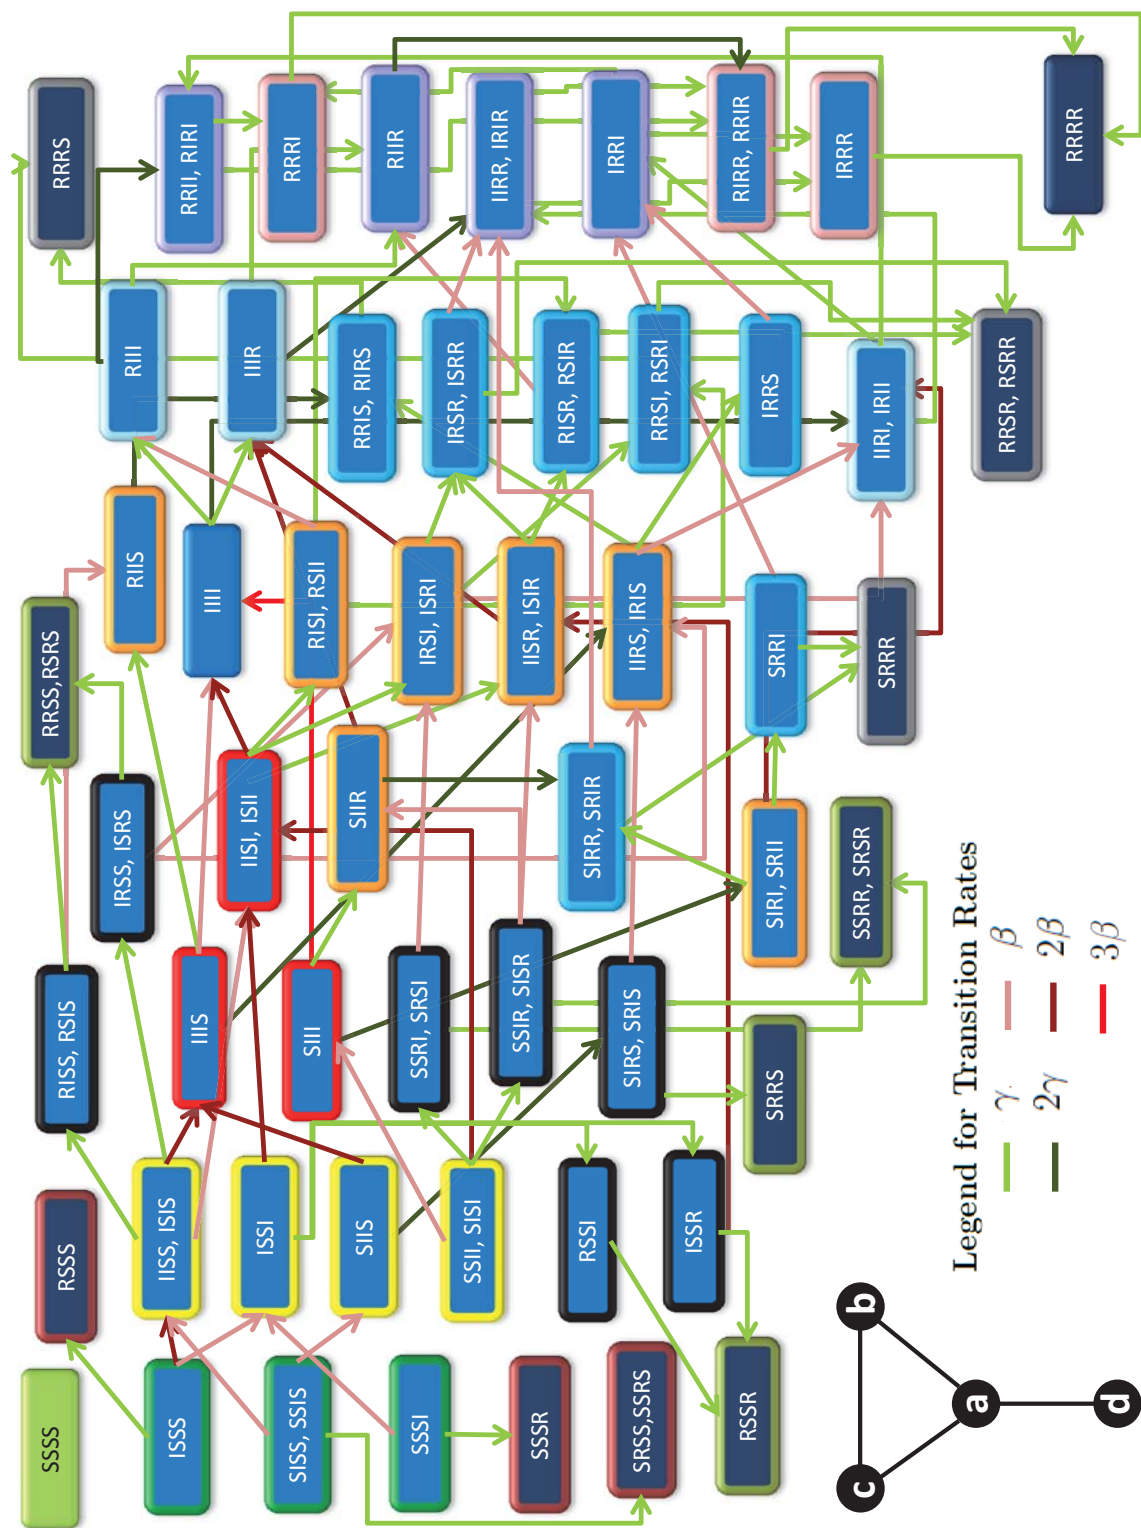 SSSS
ISSS
SISS, SSIS
SSSI
SSSR
SRSS,SSRS
RSSR
RSSS
IISS, ISIS
ISSI
SIIS
SSII, SISI
RSSI
ISSR
RISS, RSIS
IIIS
SIII
SSRI, SRSI
SSIR, SISR
SIRS, SRIS
SRRS
IRSS, ISRS
IISI, ISII
SIIR
SIRR, SRIR
SIRI, SRII
SSRR, SRSR
RRSS,RSRS
RIIS
IIII
RISI, RSII
IRSI, ISRI
IISR, ISIR
IIRS, IRIS
SRRI
SRRR
RIII
IIIR
RRIS, RIRS
IRSR, ISRR
RISR, RSIR
RRSI, RSRI
IRRS
IIRI, IRII
RRSR, RSRR
RRRS
RRII, RIRI
RRRI
RIIR
IIRR, IRIR
IRRI
RIRR, RRIR
IRRR
RRRR
Legend for Transition Rates
γ. β
2γ 2β
3β
b
c
a
d